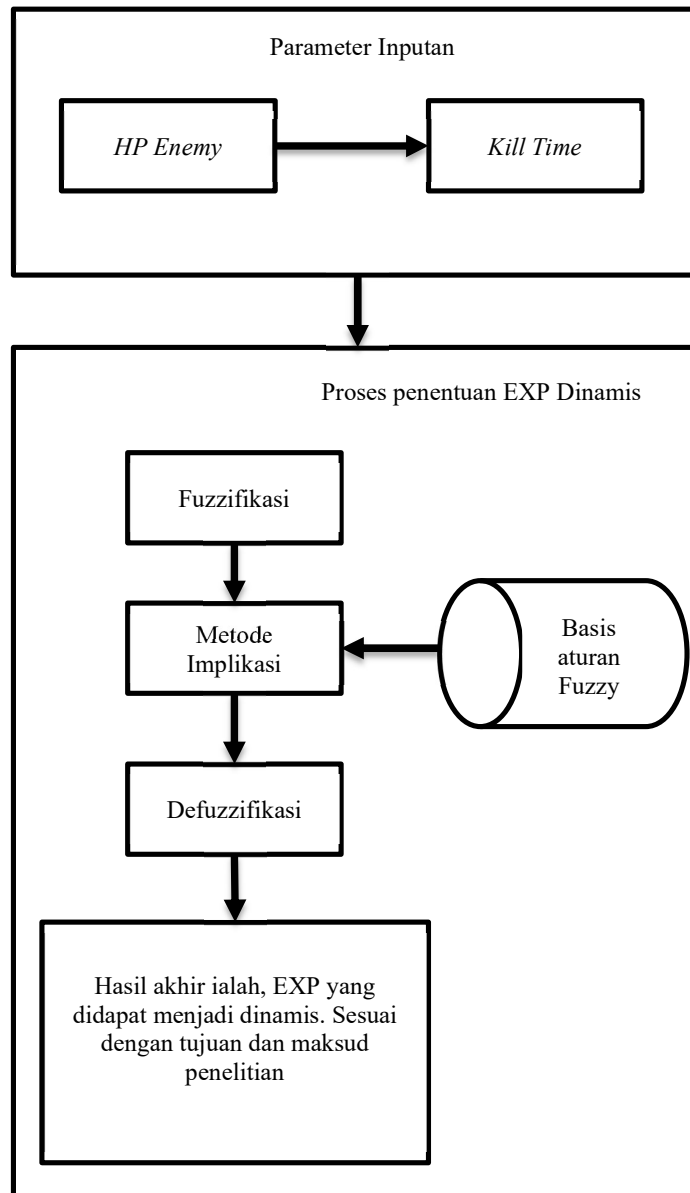 Parameter Inputan
HP Enemy
Kill Time
Proses penentuan EXP Dinamis
Fuzzifikasi
Metode
Implikasi
Basis
aturan
Fuzzy
Defuzzifikasi
Hasil akhir ialah, EXP yang
didapat menjadi dinamis. Sesuai
dengan tujuan dan maksud
penelitian